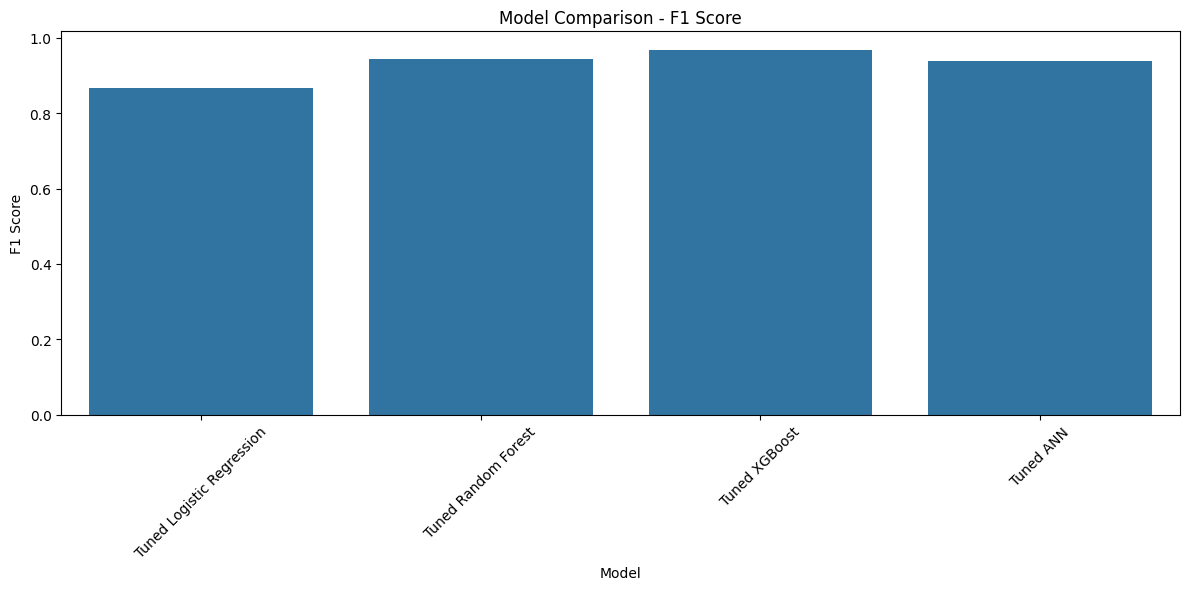 Model Comparison - F1 Score
1.0
0.8
0.6
0.4
0.2
0.0
F1 Score
Tuned Logistic Regression
Tuned Random Forest
Tuned XGBoost
Tuned ANN
Model